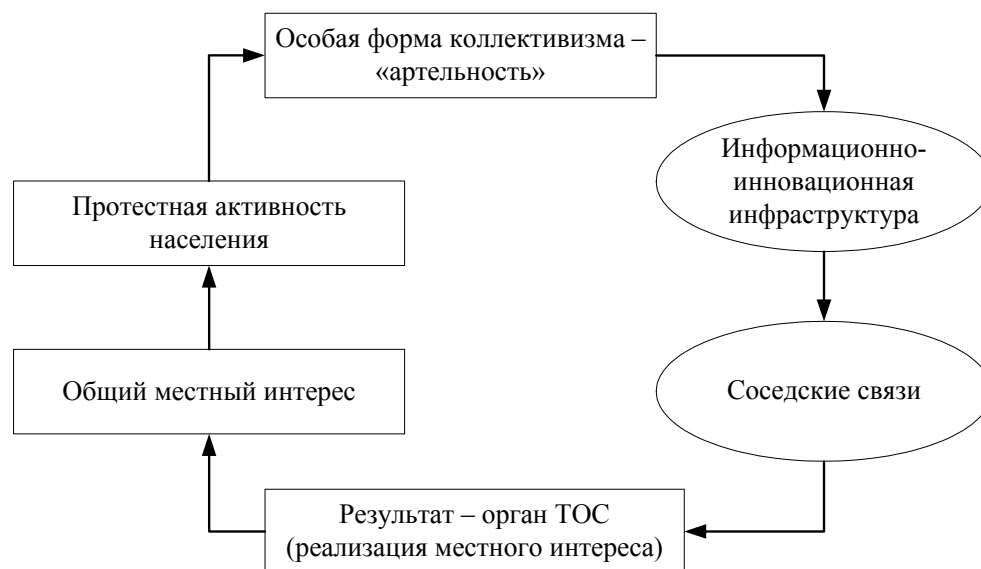 Особая форма коллективизма –
«артельность»
Информационно-
инновационная
инфраструктура
Протестная активность
населения
Общий местный интерес
Соседские связи
Результат – орган ТОС
(реализация местного интереса)